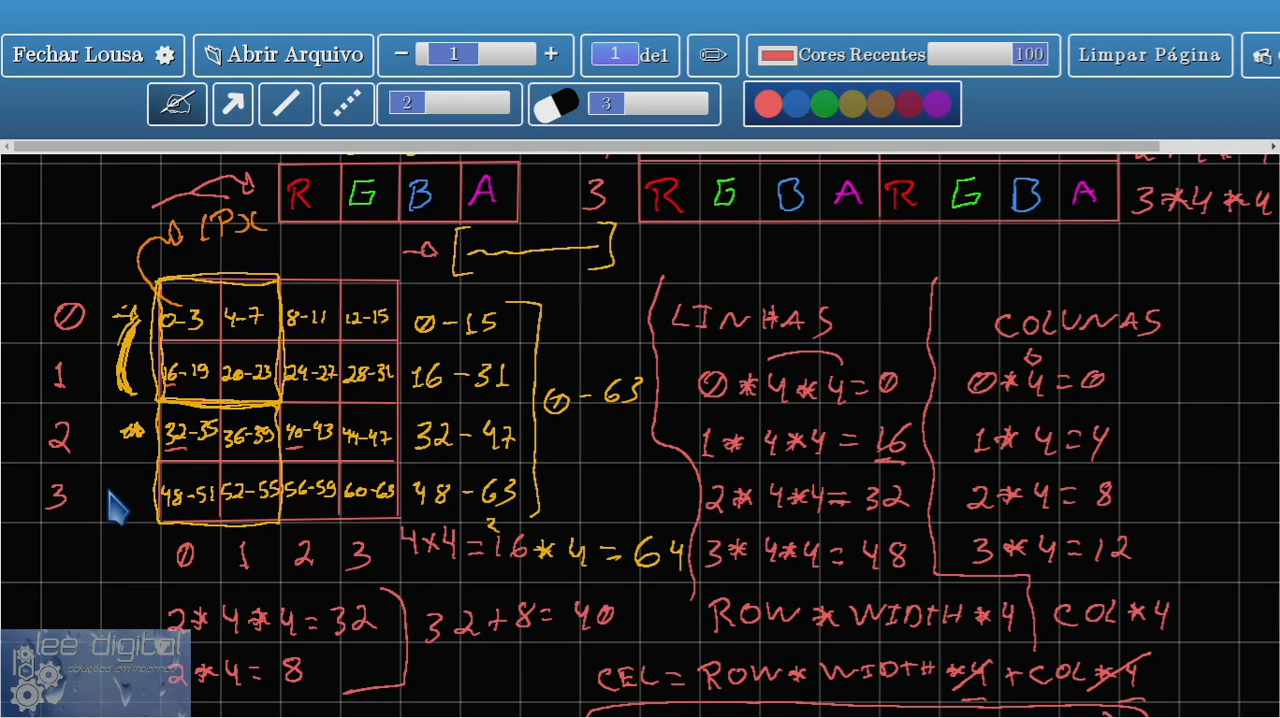 Fechar Lousa Abrir Arquivo − 1 + 1 de1 Cores Recentes 100 Limpar Página
2 3
R G B A 3 R G B A R G B A 3*4*4
1PX
0 0-3 4-7 8-11 12-15 0-15 LINHAS COLUNAS
1 16-19 20-23 24-27 28-31 16-31 0-63 0*4*4=0 0*4=0
2 32-35 36-39 40-43 44-47 32-47 1*4*4=16 1*4=4
3 48-51 52-55 56-59 60-63 48-63 2*4*4=32 2*4=8
0 1 2 3 4x4=16*4=64 3*4*4=48 3*4=12
2*4*4=32 32+8=40 ROW*WIDTH*4 COL*4
2*4=8 CEL=ROW*WIDTH*4+COL*4
lee digital
soluções em internet